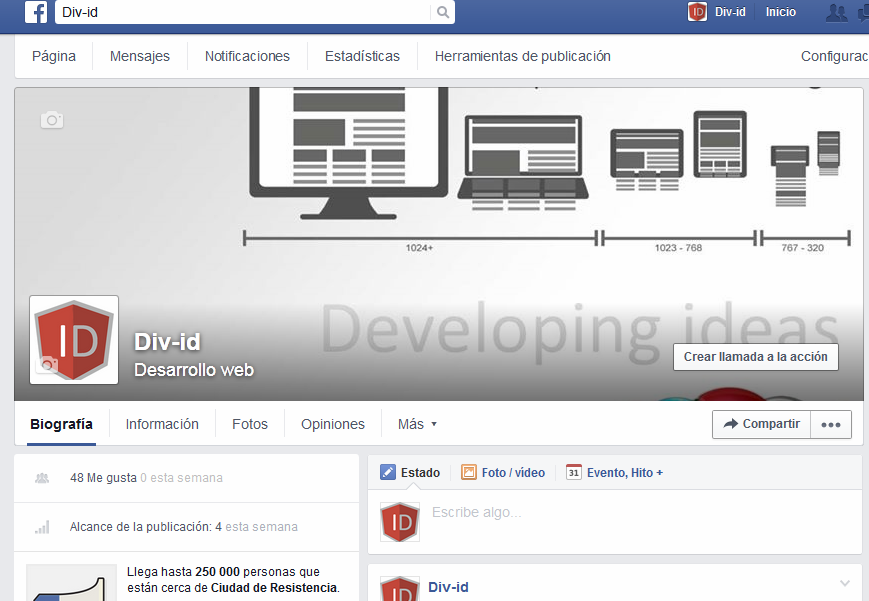 Div-id
ID Div-id Inicio
Página Mensajes Notificaciones Estadísticas Herramientas de publicación Configurac
1024+ 1023 - 768 767 - 320
Developing ideas
ID
Div-id
Desarrollo web
Crear llamada a la acción
Biografía Información Fotos Opiniones Más
Compartir
48 Me gusta 0 esta semana
Alcance de la publicación: 4 esta semana
Llega hasta 250 000 personas que
están cerca de Ciudad de Resistencia.
Estado Foto / vídeo 31 Evento, Hito +
ID
Escribe algo...
ID
Div-id